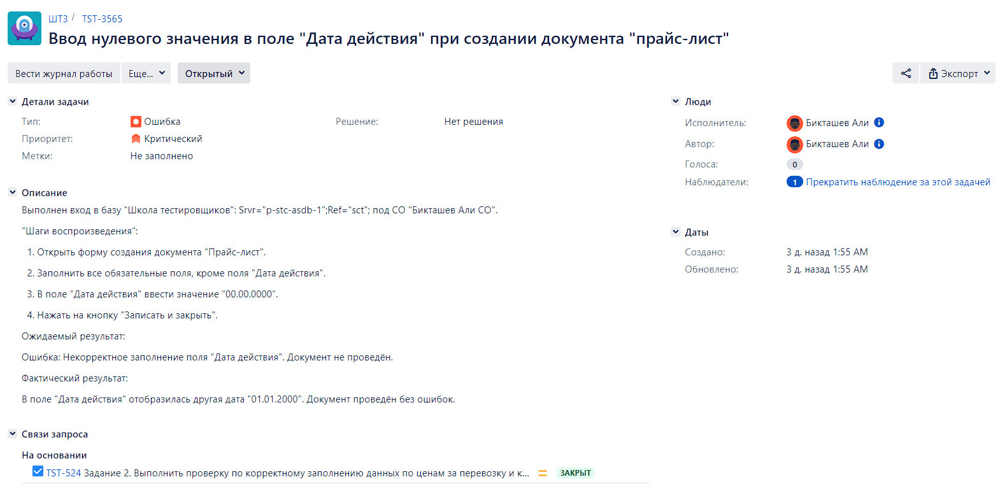 ШТЗ / TST-3565
Ввод нулевого значения в поле "Дата действия" при создании документа "прайс-лист"
Вести журнал работы Еще... Открытый Экспорт
Детали задачи
Тип: Ошибка Решение: Нет решения
Приоритет: Критический
Метки: Не заполнено
Описание
Выполнен вход в базу "Школа тестировщиков": Srvr="p-stc-asdb-1";Ref="sct"; под СО "Бикташев Али СО".
"Шаги воспроизведения":
1. Открыть форму создания документа "Прайс-лист".
2. Заполнить все обязательные поля, кроме поля "Дата действия".
3. В поле "Дата действия" ввести значение "00.00.0000".
4. Нажать на кнопку "Записать и закрыть".
Ожидаемый результат:
Ошибка: Некорректное заполнение поля "Дата действия". Документ не проведён.
Фактический результат:
В поле "Дата действия" отобразилась другая дата "01.01.2000". Документ проведён без ошибок.
Связи запроса
На основании
TST-524 Задание 2. Выполнить проверку по корректному заполнению данных по ценам за перевозку и к... ЗАКРЫТ
Люди
Исполнитель: Бикташев Али
Автор: Бикташев Али
Голоса: 0
Наблюдатели: 1 Прекратить наблюдение за этой задачей
Даты
Создано: 3 д. назад 1:55 AM
Обновлено: 3 д. назад 1:55 AM